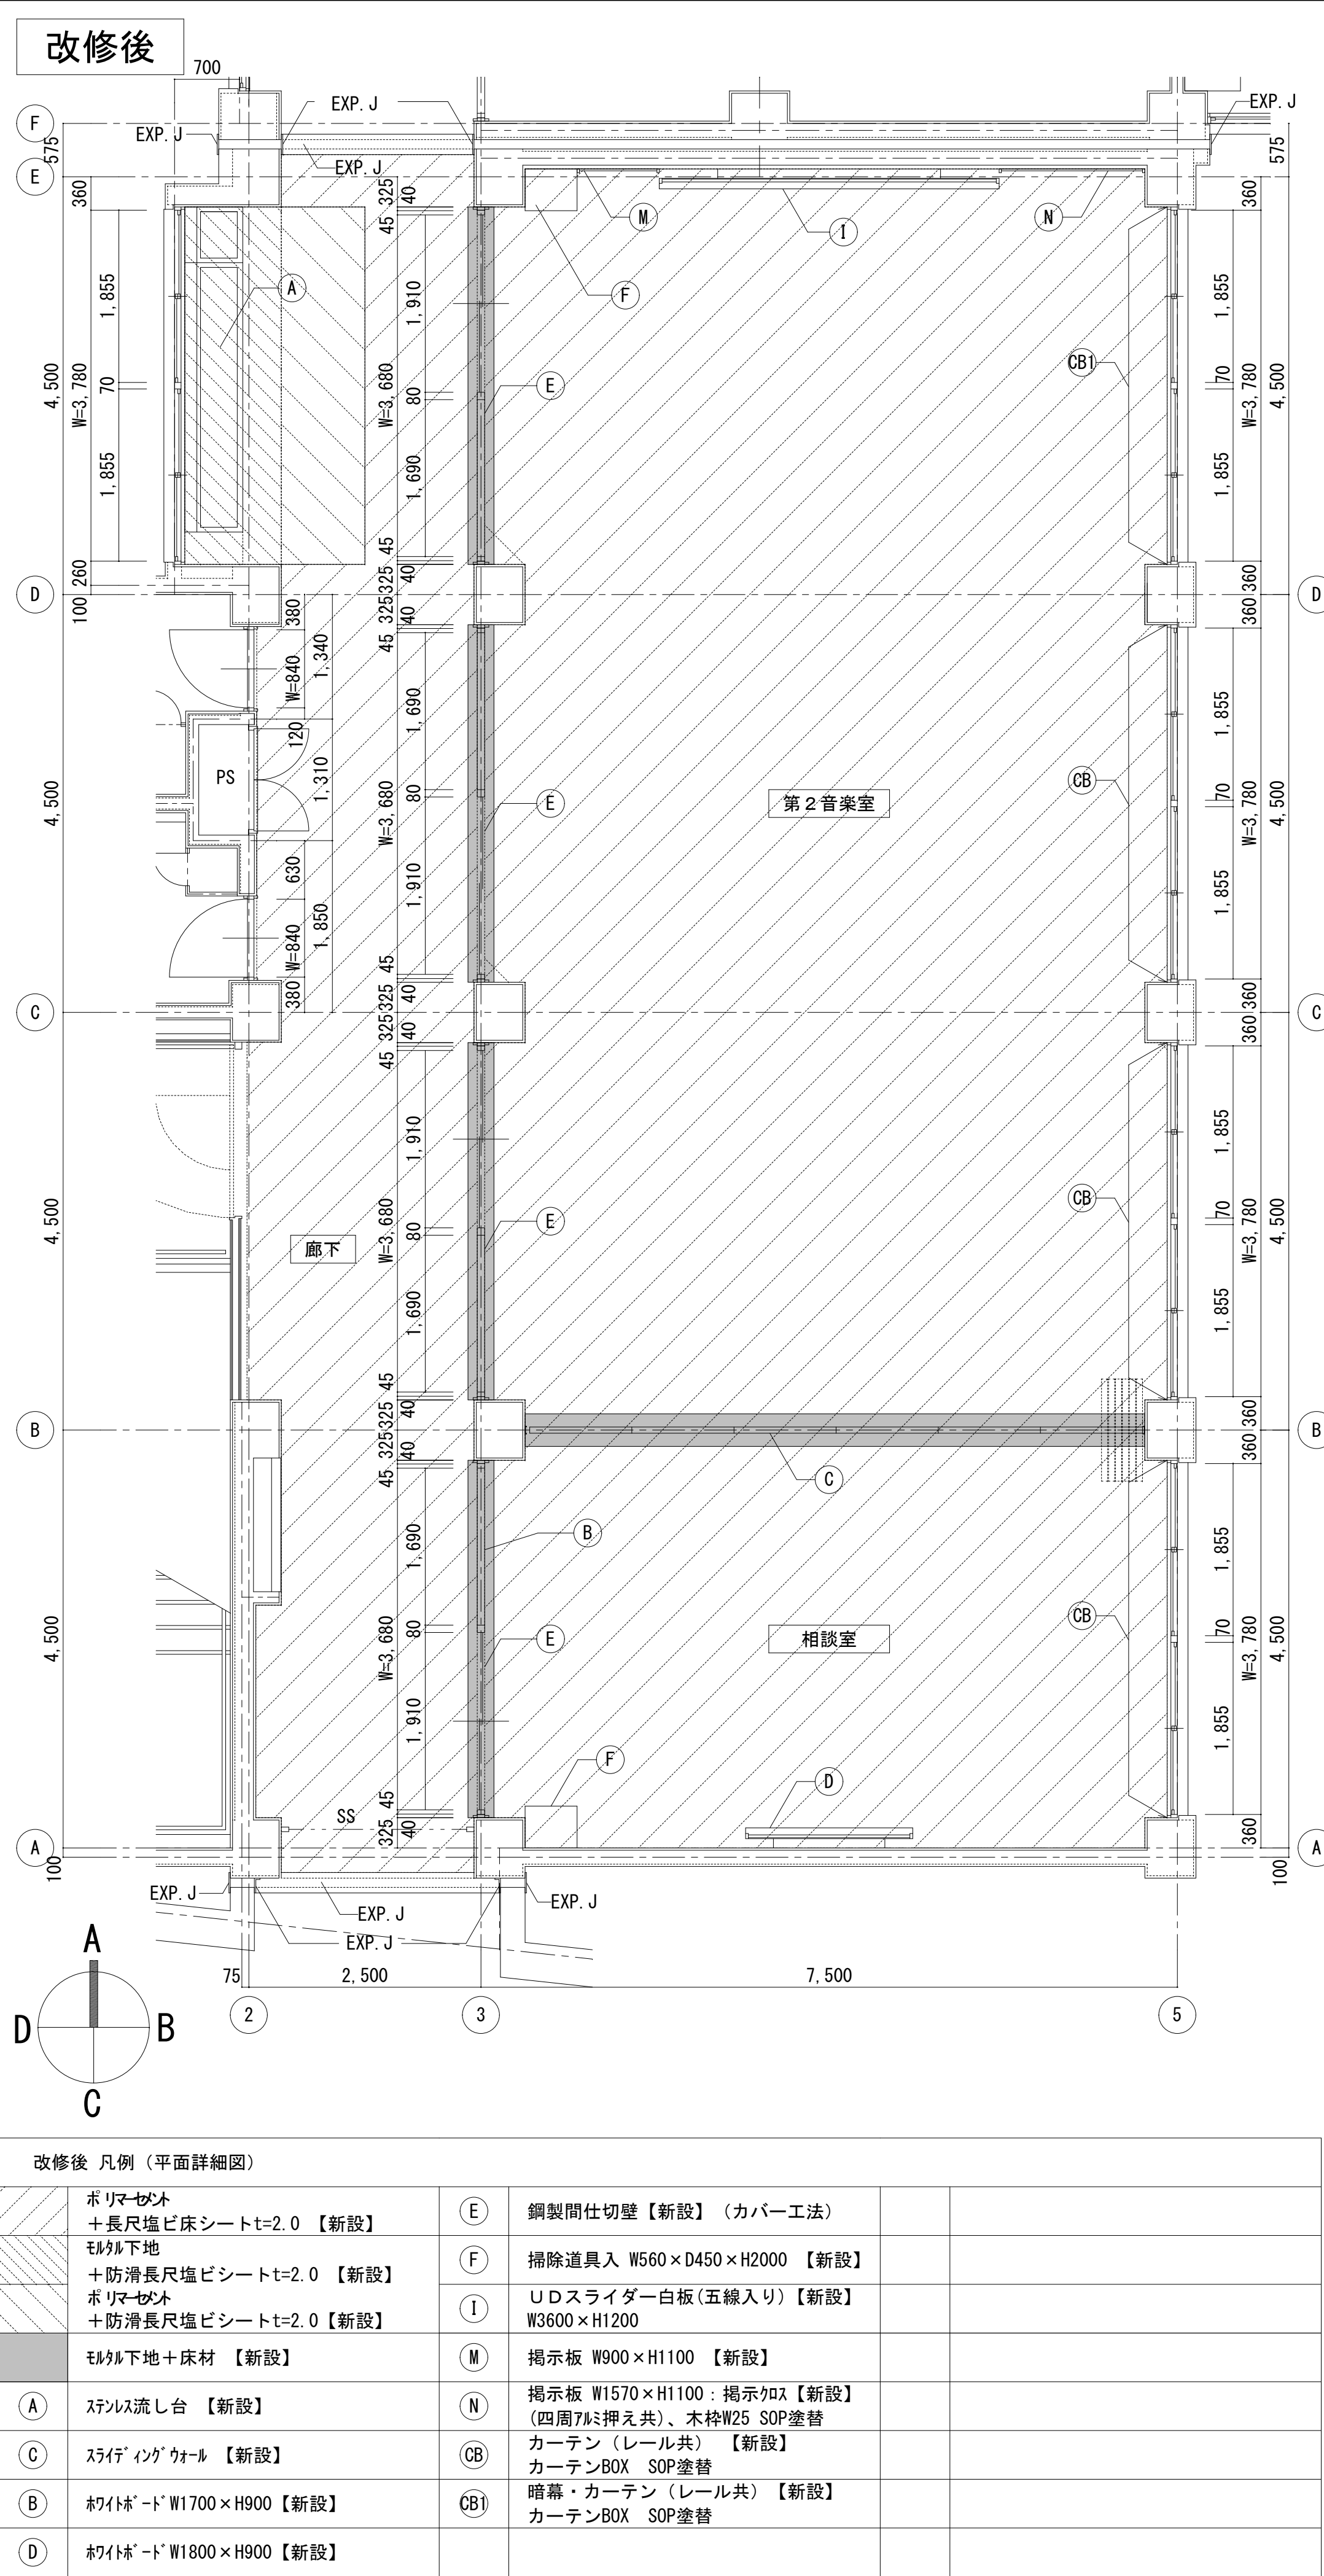 改修後
700
EXP.J
EXP.J
EXP.J
EXP.J
F
575
575
E
360
325
40
45
360
M
I
N
F
A
1,855
1,910
1,855
CB1
4,500
W=3,780
70
W=3,680
80
E
70
W=3,780
4,500
1,855
1,690
1,855
45
D
260
100
325
40
325
40
380
360
360
D
45
1,340
W=840
120
1,690
1,855
PS
1,310
4,500
W=3,680
80
E
第2音楽室
CB
70
W=3,780
4,500
630
1,910
1,855
W=840
1,850
45
C
380
325
40
325
40
360
360
C
45
1,910
1,855
4,500
廊下
W=3,680
80
E
CB
70
W=3,780
4,500
1,690
1,855
45
B
325
40
325
40
360
360
B
45
C
1,690
B
1,855
4,500
W=3,680
80
E
相談室
CB
70
W=3,780
4,500
1,910
1,855
F
D
45
SS
A
325
40
360
A
100
100
EXP.J
EXP.J
EXP.J
EXP.J
75
2,500
7,500
2
3
5
A
D
B
C
改修後 凡例(平面詳細図)
ポリマーセメント
+長尺塩ビ床シートt=2.0 【新設】
モルタル下地
+防滑長尺塩ビシートt=2.0 【新設】
ポリマーセメント
+防滑長尺塩ビシートt=2.0【新設】
モルタル下地+床材 【新設】
A ステンレス流し台 【新設】
C スライディングウォール 【新設】
B ホワイトボードW1700×H900【新設】
D ホワイトボードW1800×H900【新設】
E 鋼製間仕切壁【新設】(カバー工法)
F 掃除道具入 W560×D450×H2000 【新設】
I UDスライダー白板(五線入り)【新設】
W3600×H1200
M 掲示板 W900×H1100 【新設】
N 掲示板 W1570×H1100:掲示クロス【新設】
(四周アルミ押え共)、木枠W25 SOP塗替
CB カーテン(レール共) 【新設】
カーテンBOX SOP塗替
CB1 暗幕・カーテン(レール共)【新設】
カーテンBOX SOP塗替